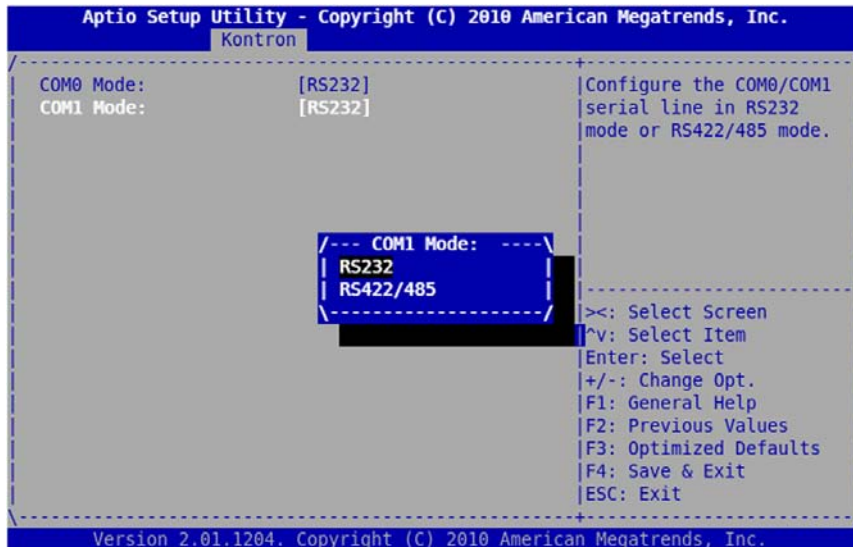 Aptio Setup Utility - Copyright (C) 2010 American Megatrends, Inc.
Kontron
COM0 Mode: [RS232]
COM1 Mode: [RS232]
Configure the COM0/COM1
serial line in RS232
mode or RS422/485 mode.
/--- COM1 Mode: ----\
RS232
RS422/485
><: Select Screen
^v: Select Item
Enter: Select
+/-: Change Opt.
F1: General Help
F2: Previous Values
F3: Optimized Defaults
F4: Save & Exit
ESC: Exit
Version 2.01.1204. Copyright (C) 2010 American Megatrends, Inc.